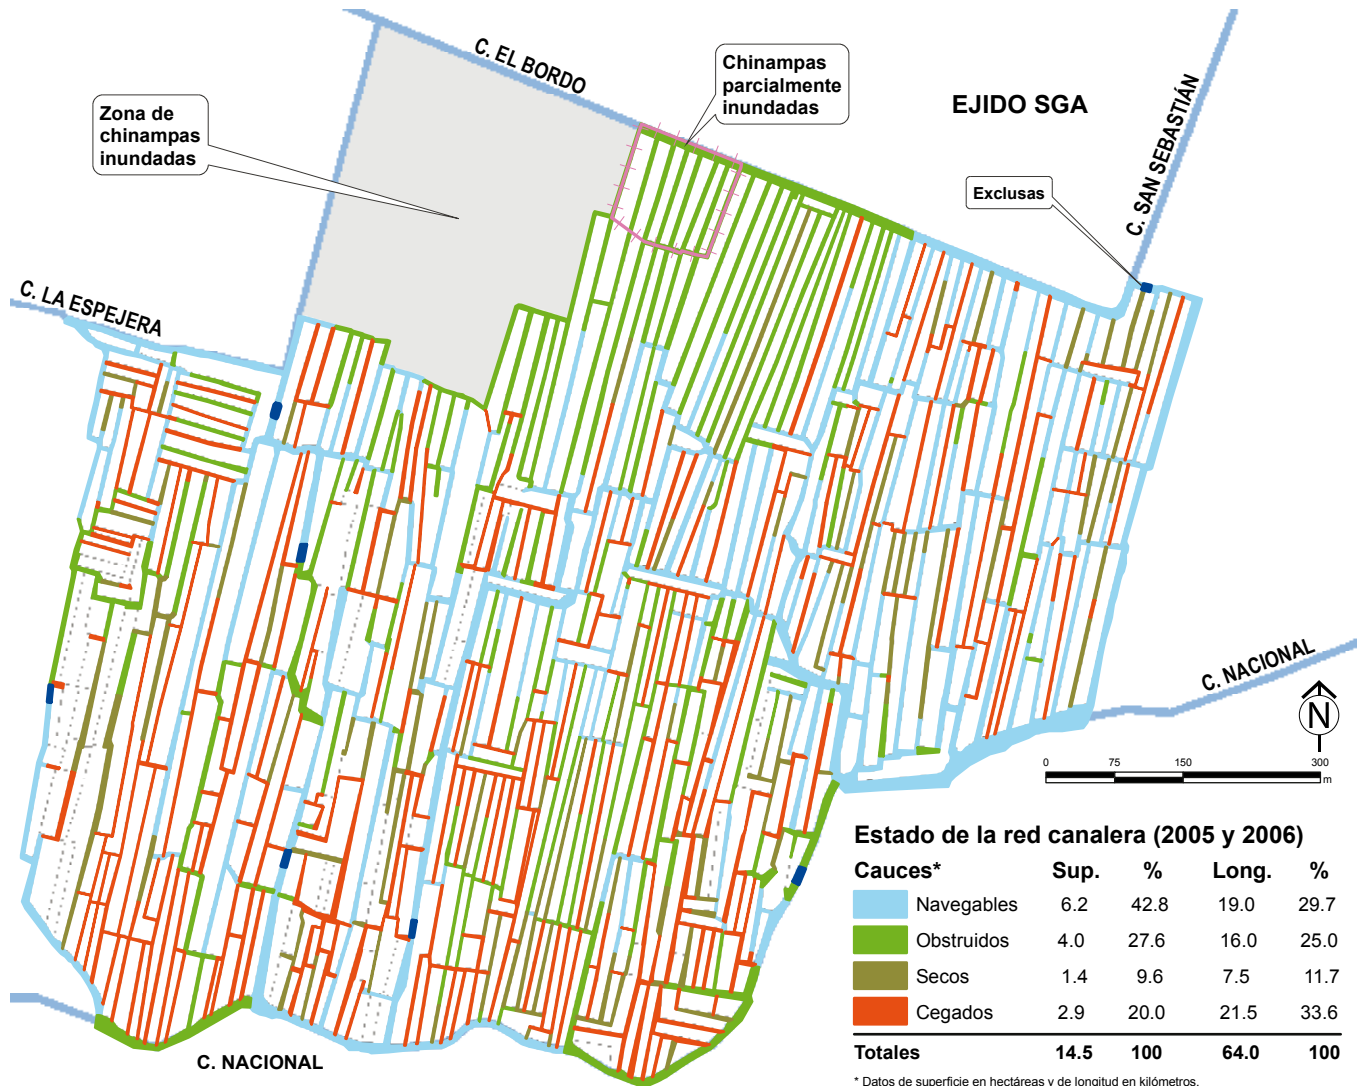 C. EL BORDO
Chinampas
parcialmente
inundadas
EJIDO SGA
C. SAN SEBASTIÁN
Zona de
chinampas
inundadas
Exclusas
C. LA ESPEJERA
C. NACIONAL
N
0 75 150 300
m
Estado de la red canalera (2005 y 2006)
Cauces* Sup. % Long. %
Navegables 6.2 42.8 19.0 29.7
Obstruidos 4.0 27.6 16.0 25.0
Secos 1.4 9.6 7.5 11.7
Cegados 2.9 20.0 21.5 33.6
Totales 14.5 100 64.0 100
* Datos de superficie en hectáreas y de longitud en kilómetros.
C. NACIONAL